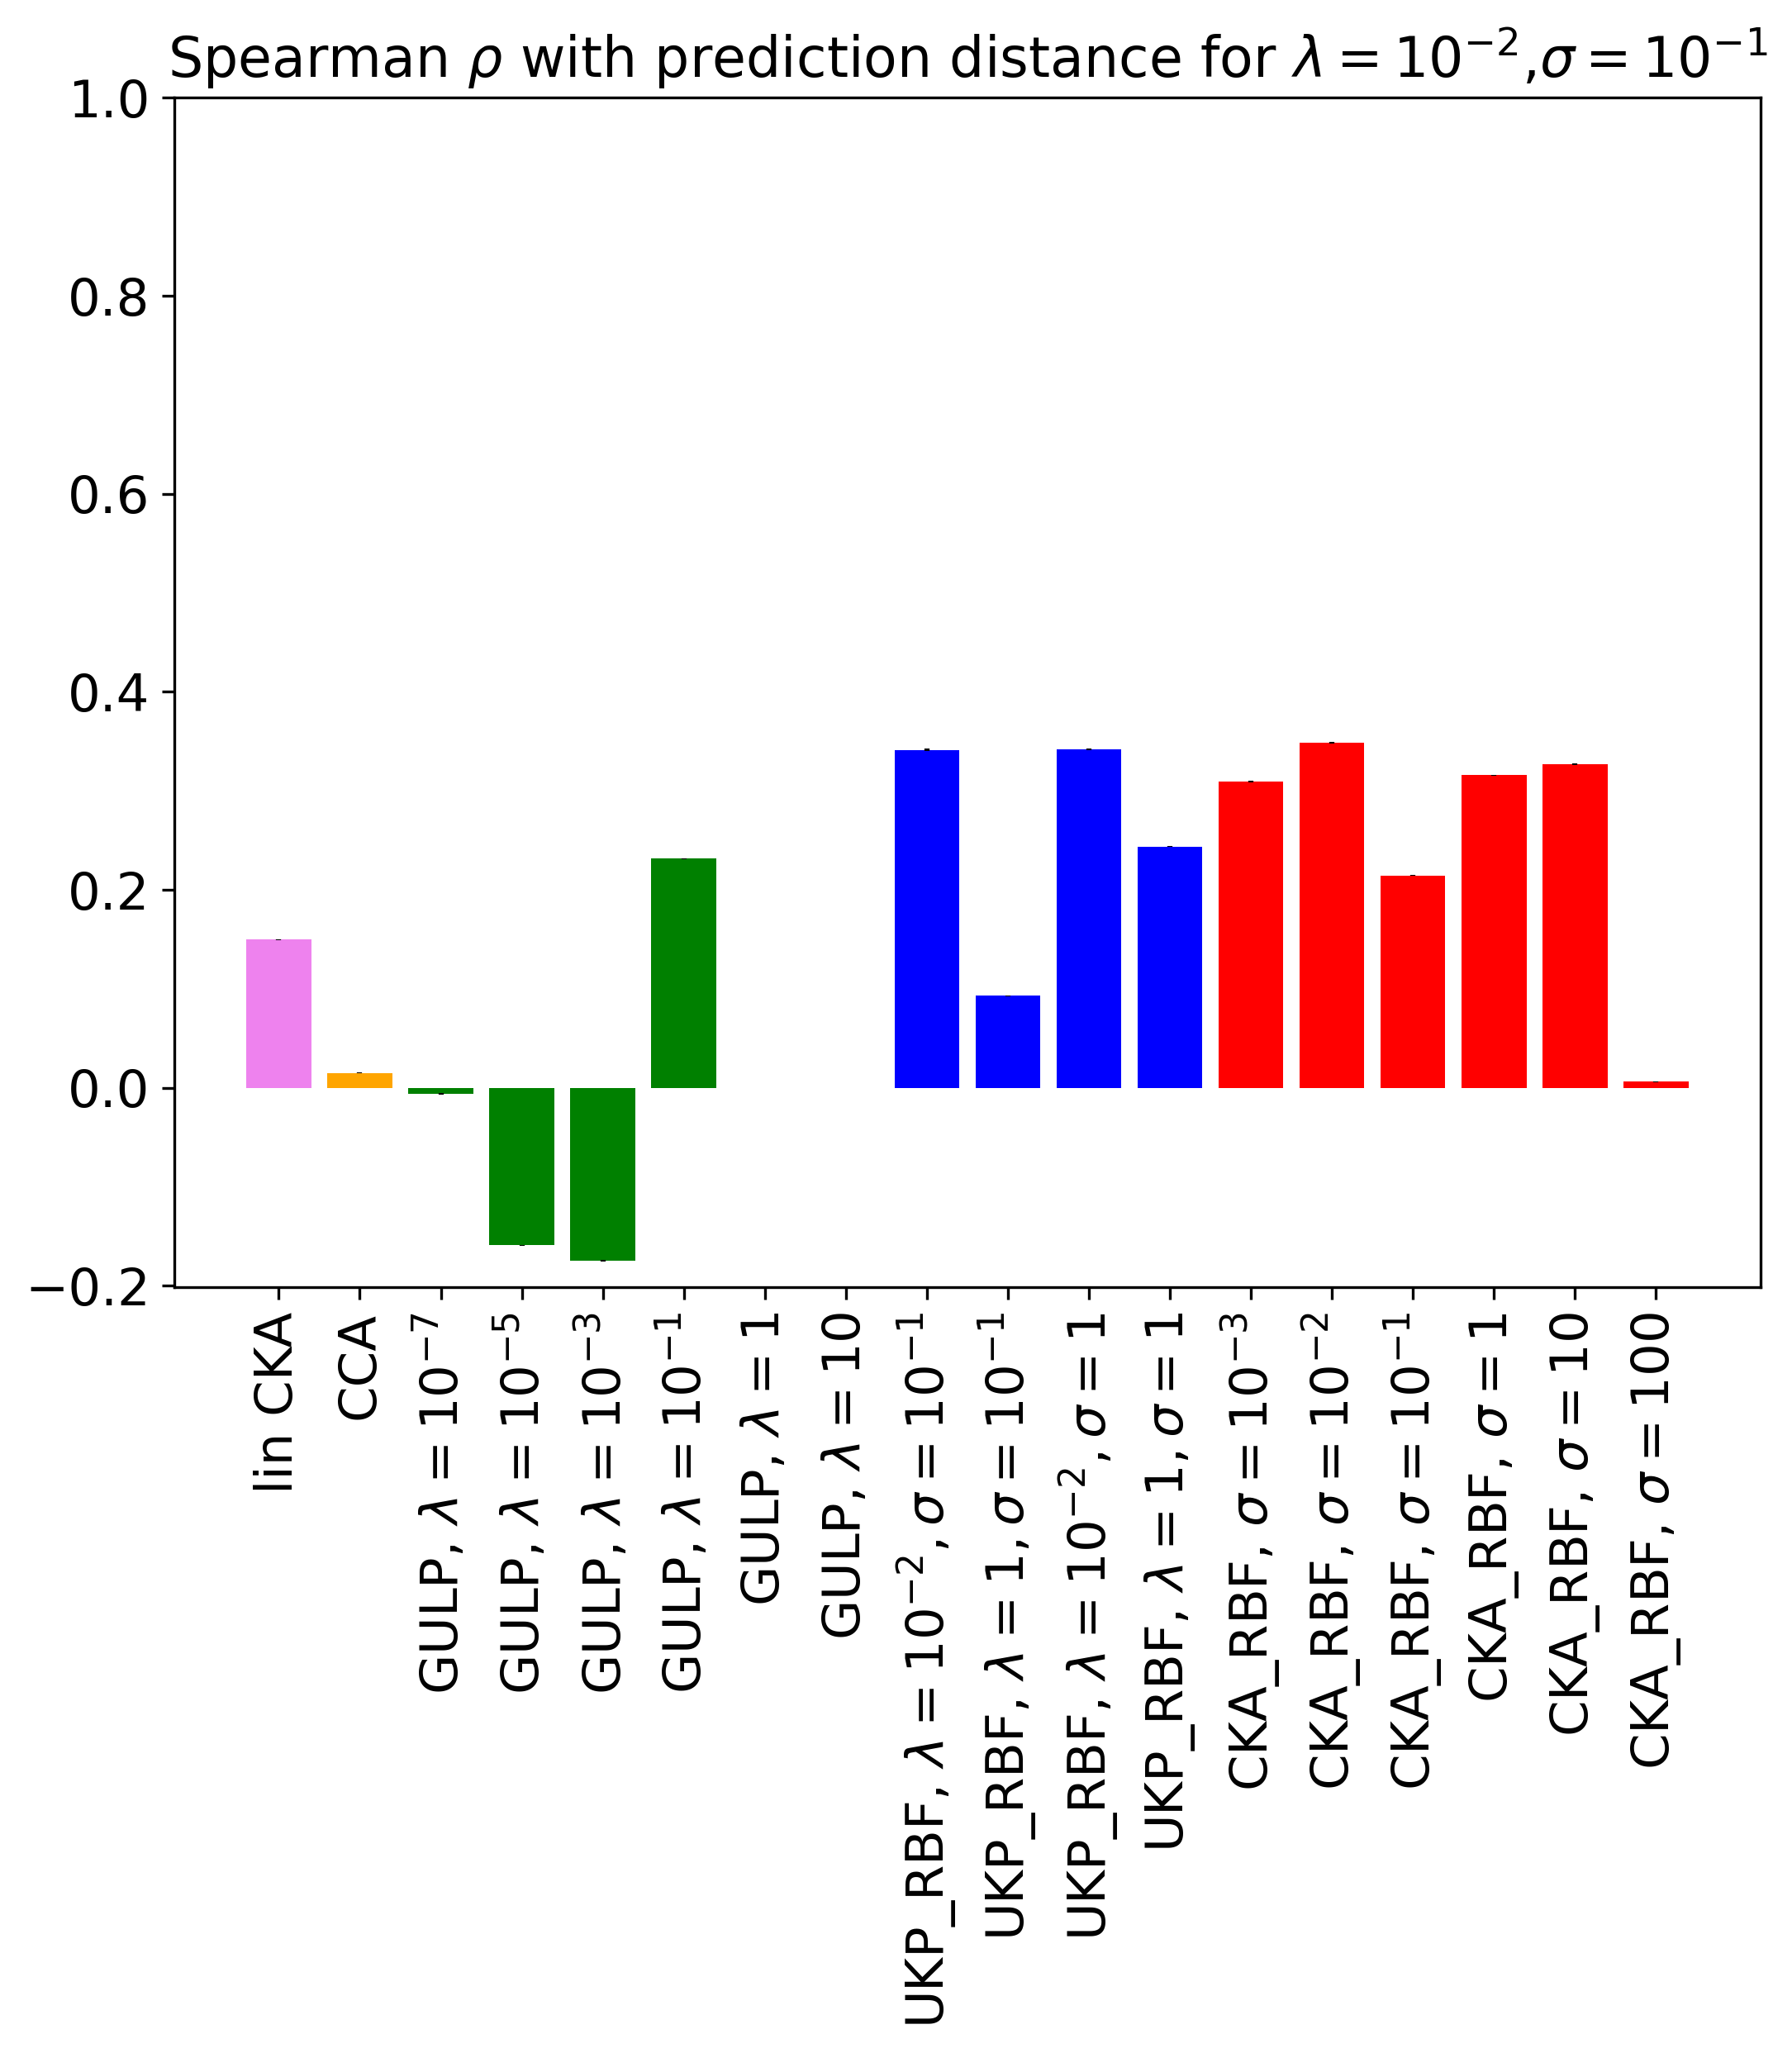 Spearman ρ with prediction distance for λ = 10⁻²,σ = 10⁻¹
1.0
0.8
0.6
0.4
0.2
0.0
−0.2
lin CKA
CCA
GULP, λ = 10⁻⁷
GULP, λ = 10⁻⁵
GULP, λ = 10⁻³
GULP, λ = 10⁻¹
GULP, λ = 1
GULP, λ = 10
UKP_RBF, λ = 10⁻², σ = 10⁻¹
UKP_RBF, λ = 1, σ = 10⁻¹
UKP_RBF, λ = 10⁻², σ = 1
UKP_RBF, λ = 1, σ = 1
CKA_RBF, σ = 10⁻³
CKA_RBF, σ = 10⁻²
CKA_RBF, σ = 10⁻¹
CKA_RBF, σ = 1
CKA_RBF, σ = 10
CKA_RBF, σ = 100